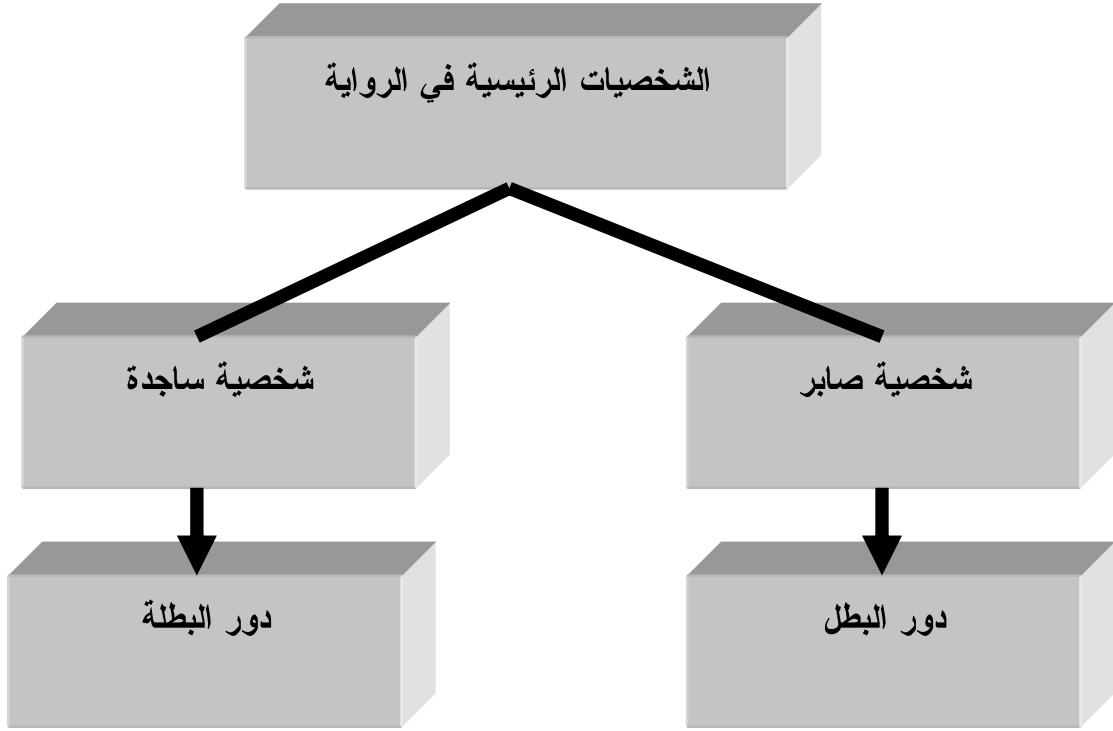 الشخصيات الرئيسية في الرواية
شخصية صابر
شخصية ساجدة
دور البطل
دور البطلة